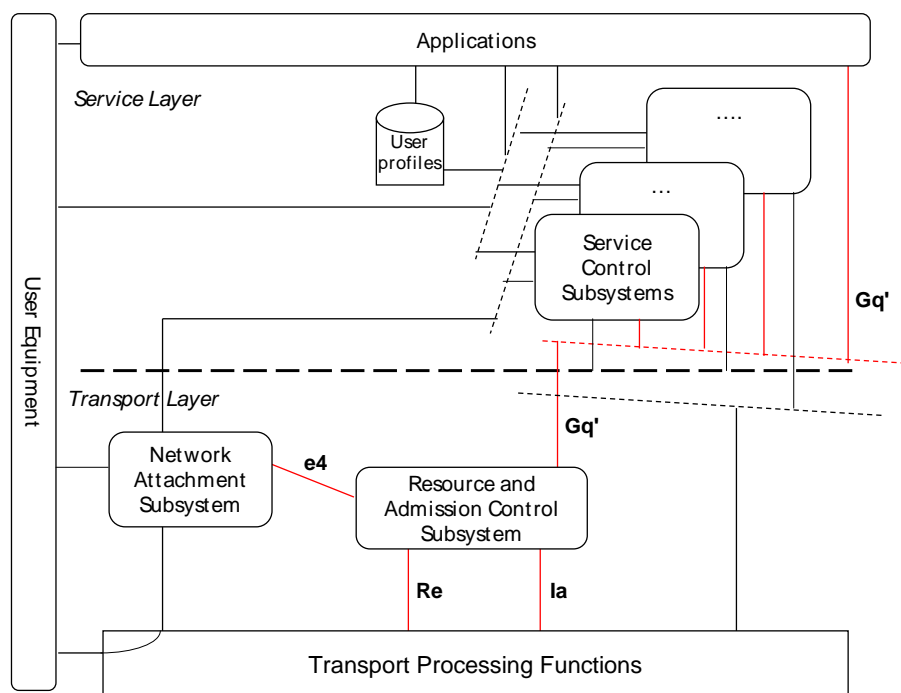 Applications
Service Layer
User
profiles
....
...
Service
Control
Subsystems
Gq'
User Equipment
Transport Layer
Gq'
Network
Attachment
Subsystem
e4
Resource and
Admission Control
Subsystem
Re
Ia
Transport Processing Functions